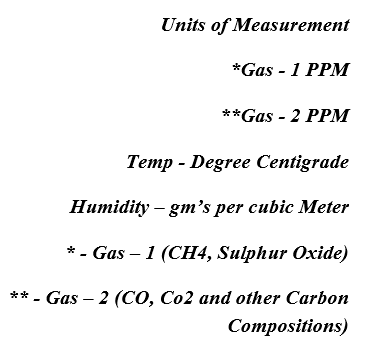 Units of Measurement
*Gas - 1 PPM
**Gas - 2 PPM
Temp - Degree Centigrade
Humidity – gm's per cubic Meter
* - Gas – 1 (CH4, Sulphur Oxide)
** - Gas – 2 (CO, Co2 and other Carbon
Compositions)